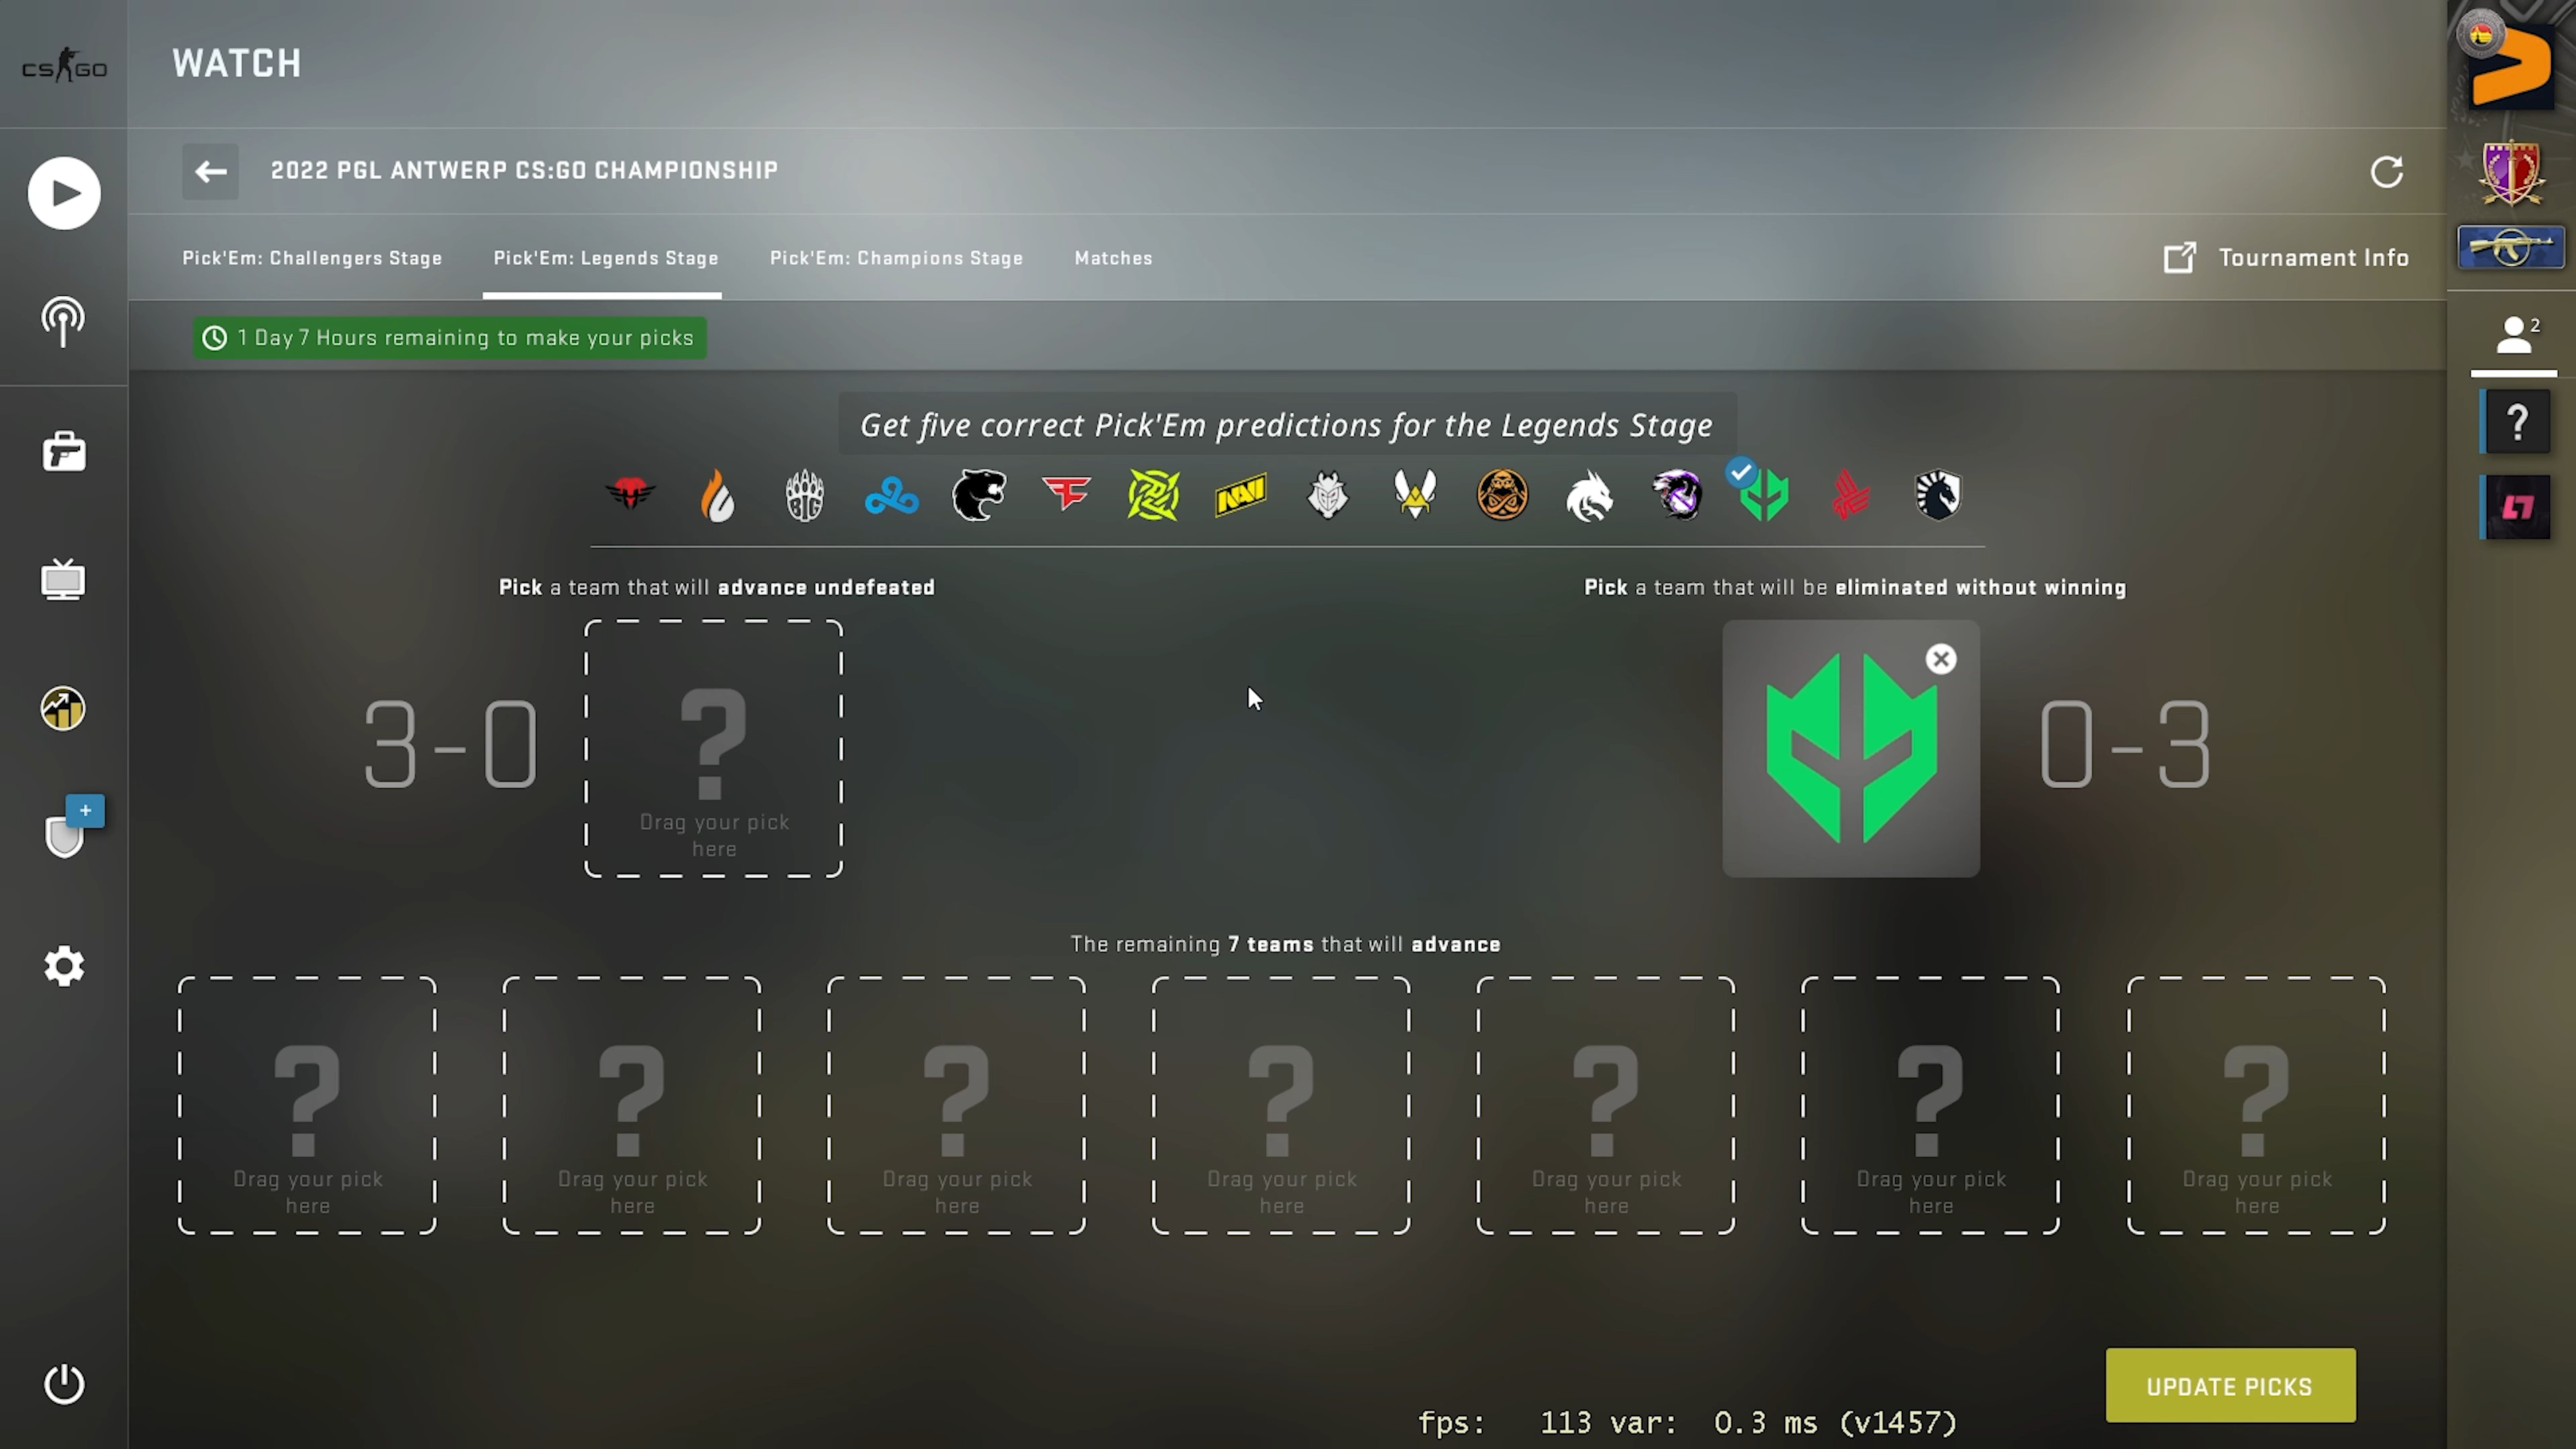 CS GO
WATCH
2022 PGL ANTWERP CS:GO CHAMPIONSHIP
Pick'Em: Challengers Stage
Pick'Em: Legends Stage
Pick'Em: Champions Stage
Matches
Tournament Info
2
1 Day 7 Hours remaining to make your picks
Get five correct Pick'Em predictions for the Legends Stage
BIG
NAVI
Pick a team that will advance undefeated
Pick a team that will be eliminated without winning
3-0
?
Drag your pick
here
0-3
+
The remaining 7 teams that will advance
?
Drag your pick
here
?
Drag your pick
here
?
Drag your pick
here
?
Drag your pick
here
?
Drag your pick
here
?
Drag your pick
here
?
Drag your pick
here
UPDATE PICKS
fps: 113 var: 0.3 ms (v1457)